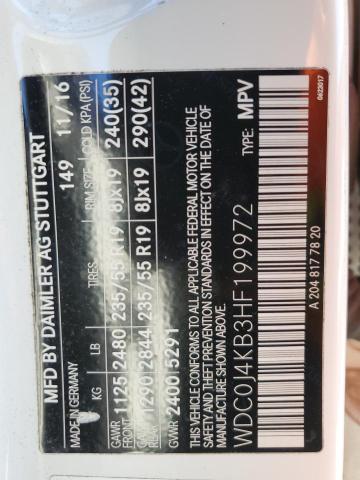 MFD BY DAIMLER AG STUTTGART
MADE IN GERMANY 149 11/16
KG LB TIRES RIM SIZE COLD KPA(PSI)
GAWR FRONT 1125 2480 235/55 R19 8Jx19 240(35)
GAWR REAR 1290 2844 235/55 R19 8Jx19 290(42)
GVWR 2400 5291
THIS VEHICLE CONFORMS TO ALL APPLICABLE FEDERAL MOTOR VEHICLE
SAFETY AND THEFT PREVENTION STANDARDS IN EFFECT ON THE DATE OF
MANUFACTURE SHOWN ABOVE.
WDC0J4KB3HF199972 TYPE: MPV
A 204 817 78 20